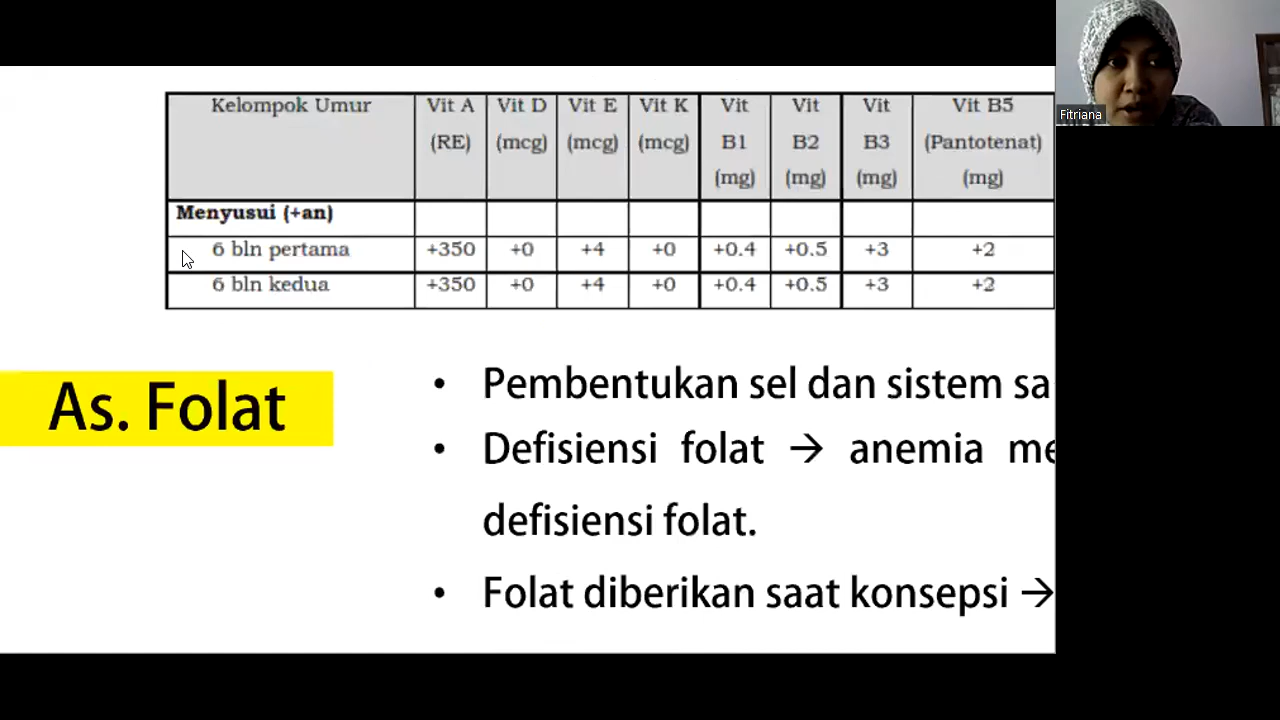 Kelompok Umur Vit A (RE) Vit D (mcg) Vit E (mcg) Vit K (mcg) Vit B1 (mg) Vit B2 (mg) Vit B3 (mg) Vit B5 (Pantotenat) (mg)
Menyusui (+an)
6 bln pertama +350 +0 +4 +0 +0.4 +0.5 +3 +2
6 bln kedua +350 +0 +4 +0 +0.4 +0.5 +3 +2
Fitriana
As. Folat
• Pembentukan sel dan sistem sa
• Defisiensi folat → anemia me
defisiensi folat.
• Folat diberikan saat konsepsi →